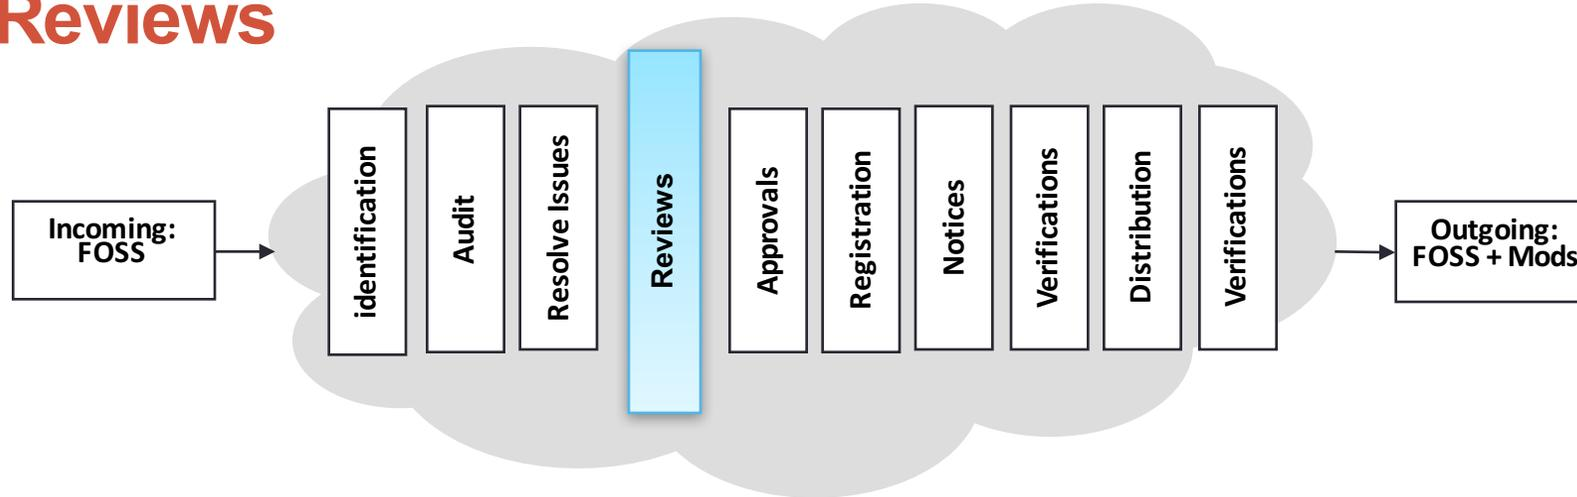 Reviews
Incoming:
FOSS
identification
Audit
Resolve Issues
Reviews
Approvals
Registration
Notices
Verifications
Distribution
Verifications
Outgoing:
FOSS + Mods